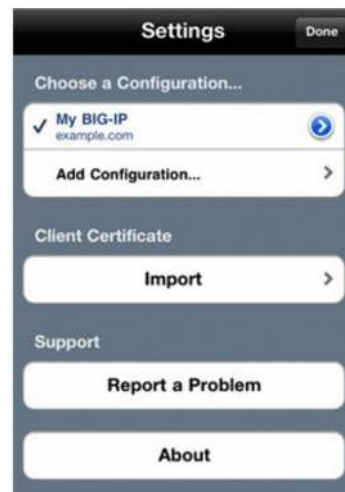 Settings
Done
Choose a Configuration...
My BIG-IP
example.com
Add Configuration...
Client Certificate
Import
Support
Report a Problem
About